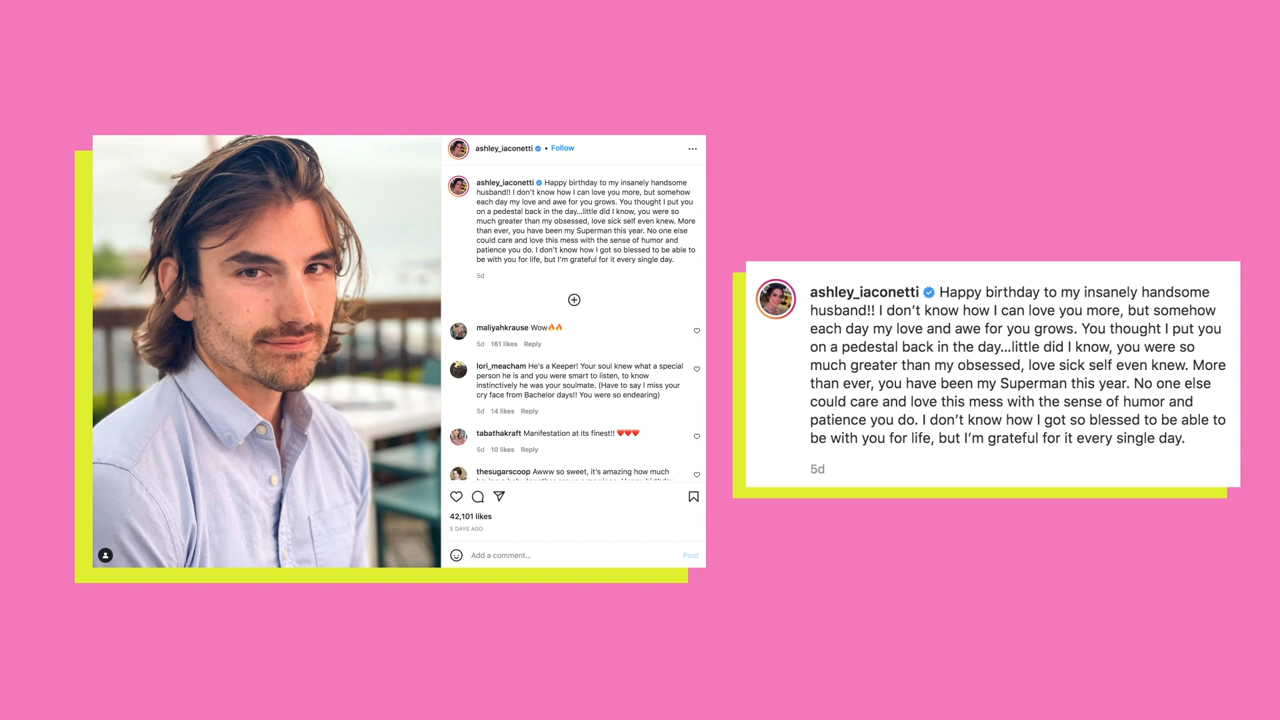 ashley_iaconetti • Follow
ashley_iaconetti Happy birthday to my insanely handsome
husband!! I don't know how I can love you more, but somehow
each day my love and awe for you grows. You thought I put you
on a pedestal back in the day...little did I know, you were so
much greater than my obsessed, love sick self even knew. More
than ever, you have been my Superman this year. No one else
could care and love this mess with the sense of humor and
patience you do. I don't know how I got so blessed to be able to
be with you for life, but I'm grateful for it every single day.
5d
maliyahkrause Wow🔥🔥
5d 161 likes Reply
lori_meacham He's a Keeper! Your soul knew what a special
person he is and you were smart to listen, to know
instinctively he was your soulmate. (Have to say I miss your
cry face from Bachelor days!! You were so endearing)
5d 14 likes Reply
tabathakraft Manifestation at its finest!! ❤️❤️❤️
5d 10 likes Reply
thesugarscoop Awww so sweet, it's amazing how much
42,101 likes
5 DAYS AGO
Add a comment... Post
ashley_iaconetti Happy birthday to my insanely handsome
husband!! I don't know how I can love you more, but somehow
each day my love and awe for you grows. You thought I put you
on a pedestal back in the day...little did I know, you were so
much greater than my obsessed, love sick self even knew. More
than ever, you have been my Superman this year. No one else
could care and love this mess with the sense of humor and
patience you do. I don't know how I got so blessed to be able to
be with you for life, but I'm grateful for it every single day.
5d